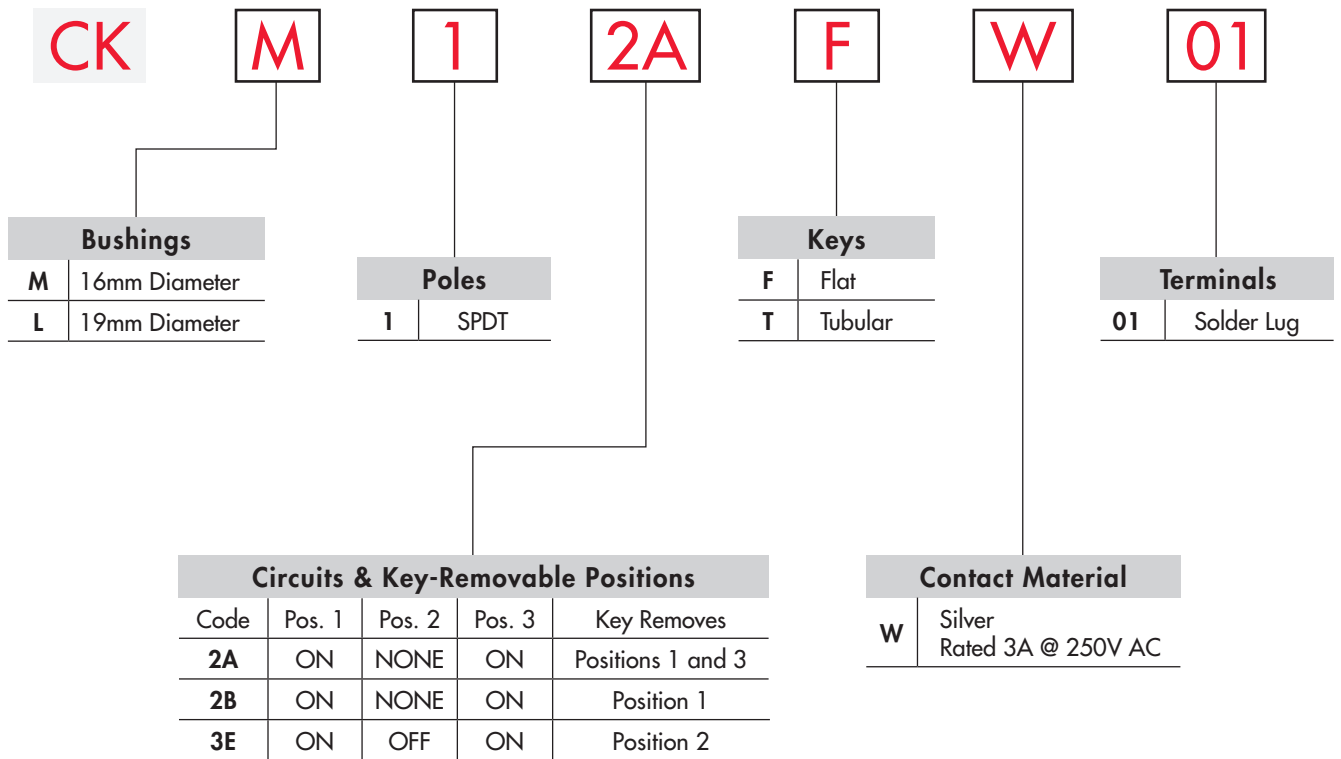 CK M 1 2A F W 01
Bushings
M 16mm Diameter
L 19mm Diameter
Poles
1 SPDT
Keys
F Flat
T Tubular
Terminals
01 Solder Lug
Circuits & Key-Removable Positions
Code Pos. 1 Pos. 2 Pos. 3 Key Removes
2A ON NONE ON Positions 1 and 3
2B ON NONE ON Position 1
3E ON OFF ON Position 2
Contact Material
W Silver
Rated 3A @ 250V AC